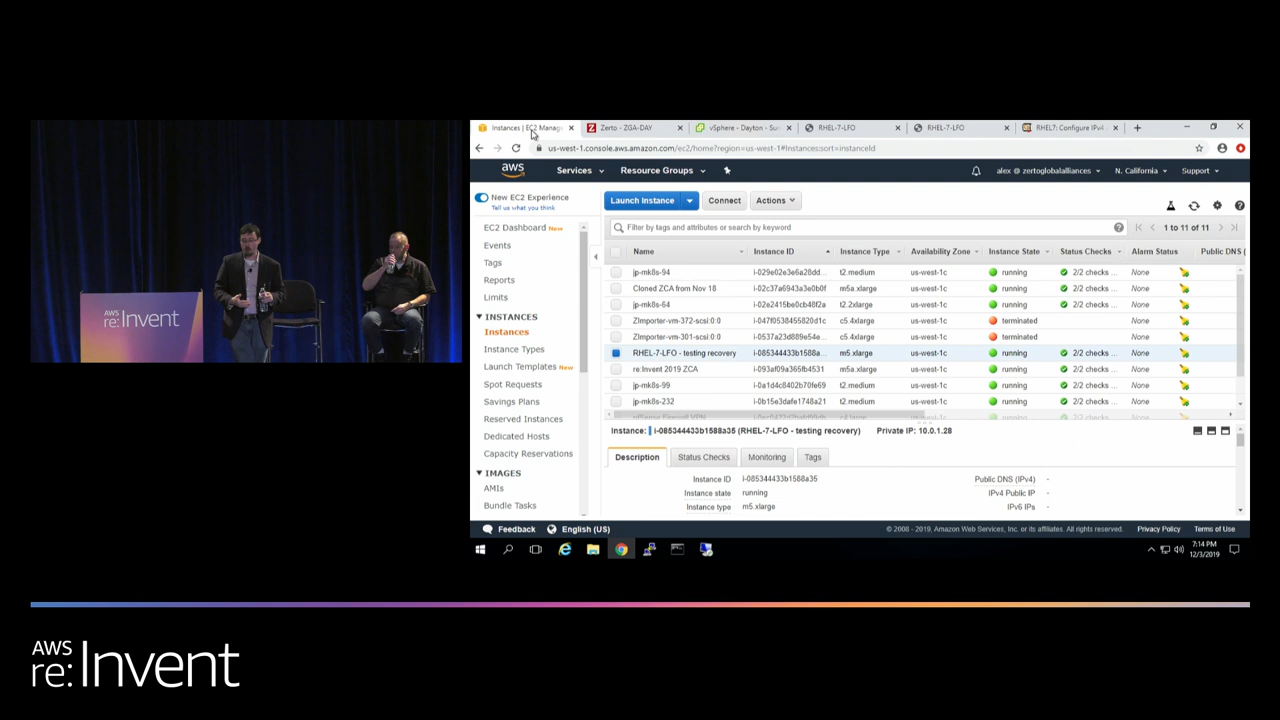 AWS
re:Invent
Instances | EC2 Manag
Zerto - ZGA-DAY
vSphere - Dayton - Su
RHEL-7-LFO
RHEL-7-LFO
RHEL7: Configure IPv4
us-west-1.console.aws.amazon.com/ec2/home?region=us-west-1#Instances:sort=instanceId
aws
Services
Resource Groups
alex @ zertoglobalalliances
N. California
Support
New EC2 Experience
Tell us what you think
EC2 Dashboard New
Events
Tags
Reports
Limits
INSTANCES
Instances
Instance Types
Launch Templates New
Spot Requests
Savings Plans
Reserved Instances
Dedicated Hosts
Capacity Reservations
IMAGES
AMIs
Bundle Tasks
Launch Instance
Connect
Actions
Filter by tags and attributes or search by keyword
1 to 11 of 11
Name Instance ID Instance Type Availability Zone Instance State Status Checks Alarm Status Public DNS (
jp-mk8s-94 i-029e02e3e6a28dd... t2.medium us-west-1c running 2/2 checks ... None
Cloned ZCA from Nov 18 i-02c37a6943a3e0b0f m5a.xlarge us-west-1c running 2/2 checks ... None
jp-mk8s-64 i-02e2415be0cb48f2a t2.2xlarge us-west-1c running 2/2 checks ... None
ZImporter-vm-372-scsi:0:0 i-047f0538455820d1c c5.4xlarge us-west-1c terminated None
ZImporter-vm-301-scsi:0:0 i-0537a23d889e54e... c5.4xlarge us-west-1c terminated None
RHEL-7-LFO - testing recovery i-085344433b1588a... m5.xlarge us-west-1c running 2/2 checks ... None
re:Invent 2019 ZCA i-093af09a365fb4531 m5a.xlarge us-west-1c running 2/2 checks ... None
jp-mk8s-99 i-0a1d4c8402b70fe69 t2.medium us-west-1c running 2/2 checks ... None
jp-mk8s-232 i-0b15e3dafe1748a21 t2.medium us-west-1c running 2/2 checks ... None
Instance: i-085344433b1588a35 (RHEL-7-LFO - testing recovery) Private IP: 10.0.1.28
Description Status Checks Monitoring Tags
Instance ID i-085344433b1588a35 Public DNS (IPv4) -
Instance state running IPv4 Public IP -
Instance type m5.xlarge IPv6 IPs -
Feedback English (US)
© 2008 - 2019, Amazon Web Services, Inc. or its affiliates. All rights reserved. Privacy Policy Terms of Use
7:14 PM
12/3/2019
AWS
re:Invent